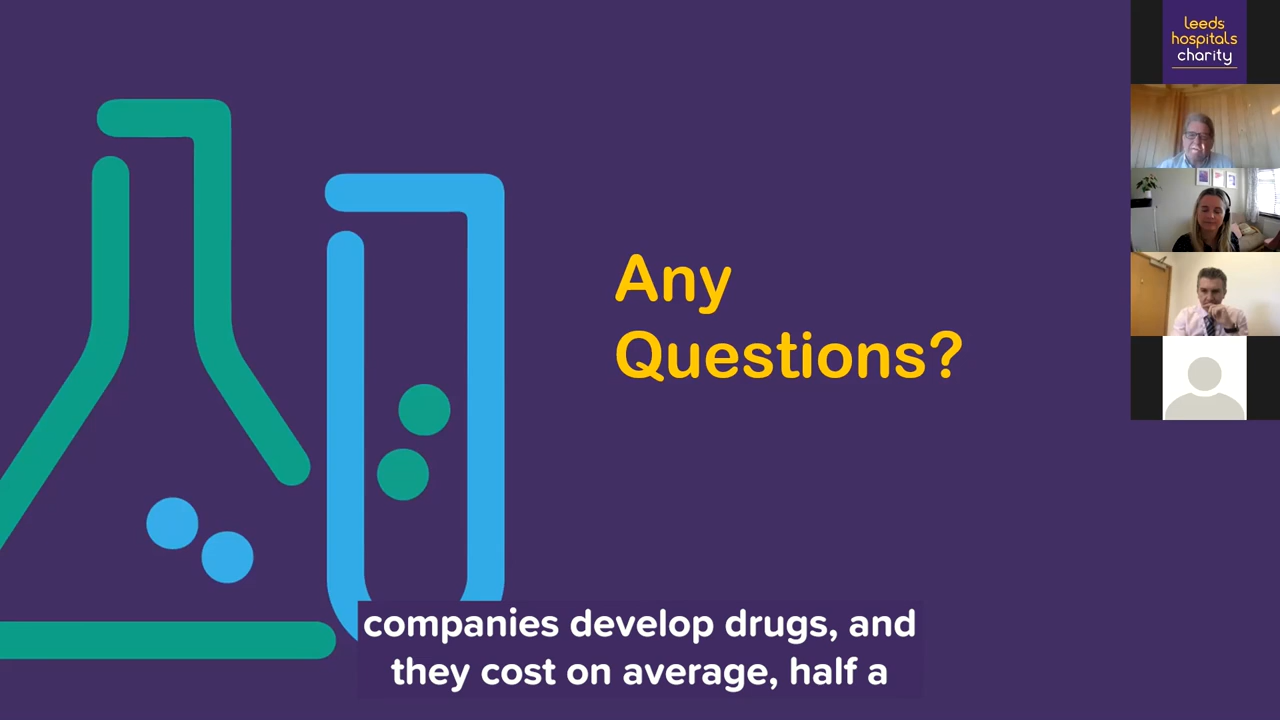 leeds
hospitals
charity
Any
Questions?
companies develop drugs, and
they cost on average, half a